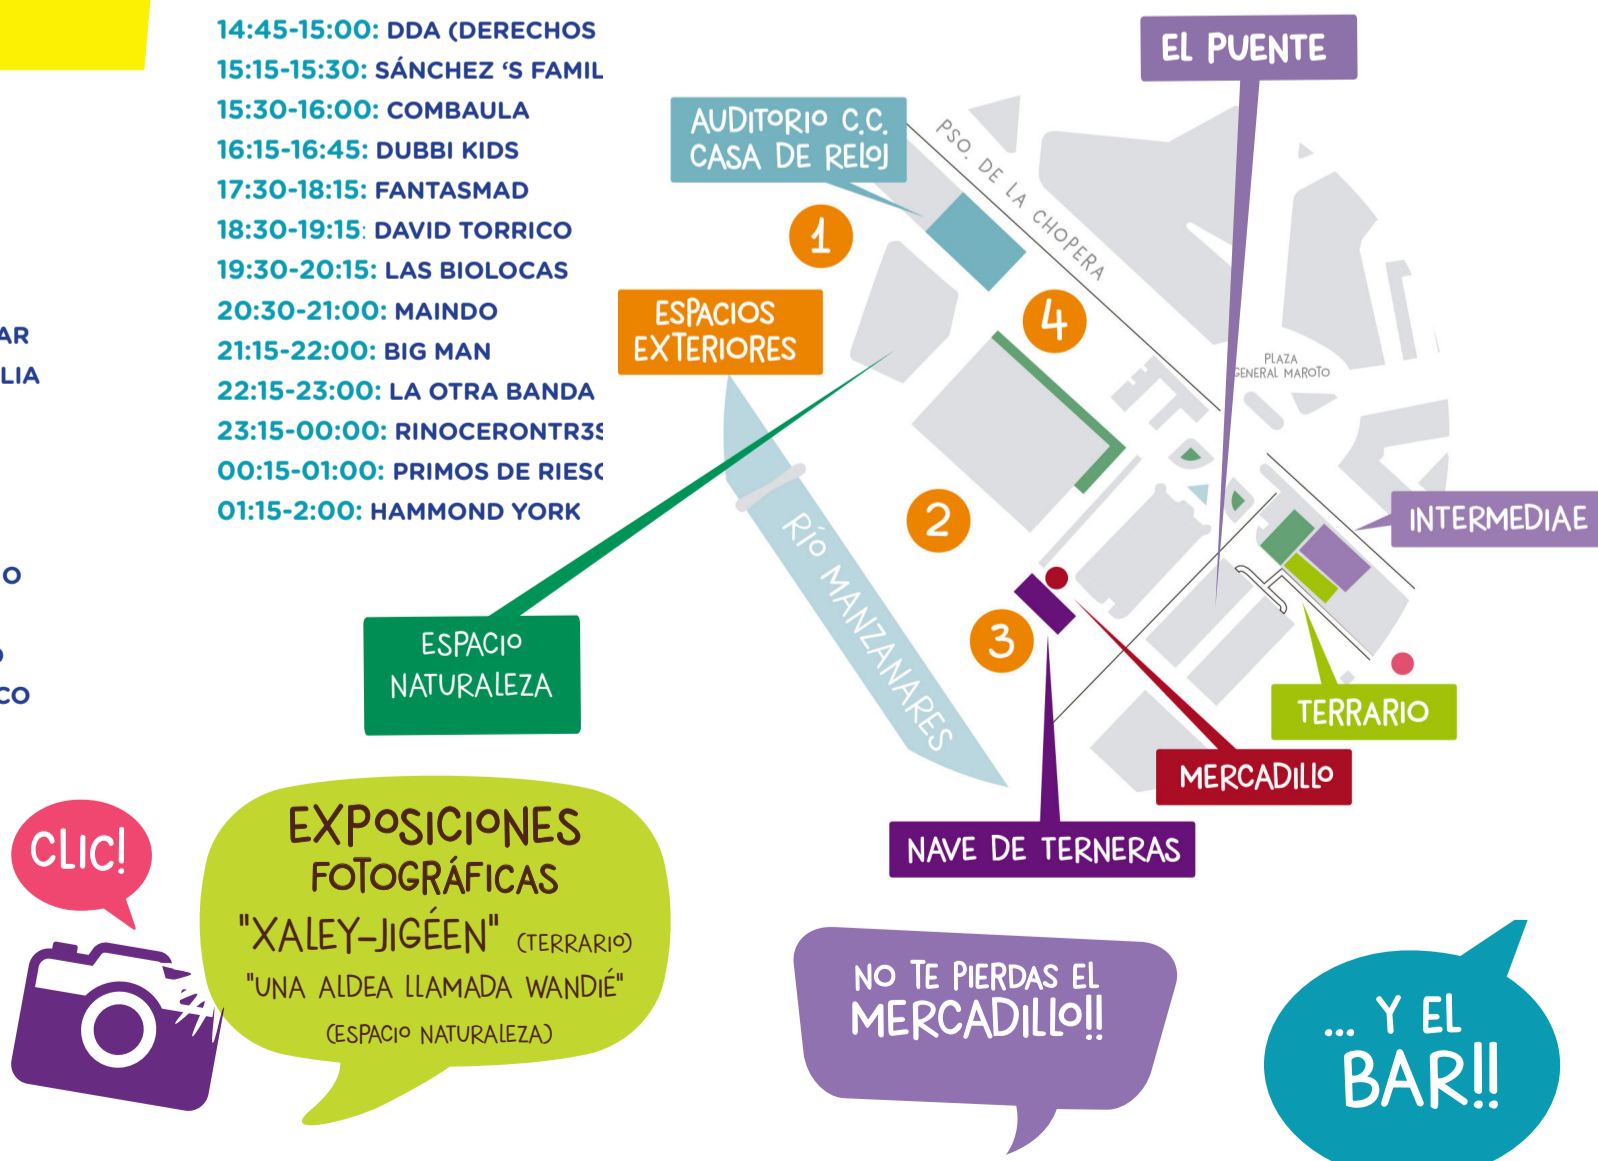 14:45-15:00: DDA (DERECHOS
15:15-15:30: SÁNCHEZ ‘S FAMIL
15:30-16:00: COMBAULA
16:15-16:45: DUBBI KIDS
17:30-18:15: FANTASMAD
18:30-19:15: DAVID TORRICO
19:30-20:15: LAS BIOLOCAS
20:30-21:00: MAINDO
21:15-22:00: BIG MAN
22:15-23:00: LA OTRA BANDA
23:15-00:00: RINOCERONTR3S
00:15-01:00: PRIMOS DE RIESG
01:15-2:00: HAMMOND YORK
AR
LIA
O
O
CO
EL PUENTE
AUDITORIO C.C.
CASA DE RELOJ
PSO. DE LA CHOPERA
1
ESPACIOS
EXTERIORES
4
PLAZA
GENERAL MAROTO
2
INTERMEDIAE
RÍO MANZANARES
3
ESPACIO
NATURALEZA
TERRARIO
MERCADILLO
NAVE DE TERNERAS
CLIC!
EXPOSICIONES
FOTOGRÁFICAS
"XALEY-JIGÉEN" (TERRARIO)
"UNA ALDEA LLAMADA WANDIÉ"
(ESPACIO NATURALEZA)
NO TE PIERDAS EL
MERCADILLO!!
... Y EL
BAR!!